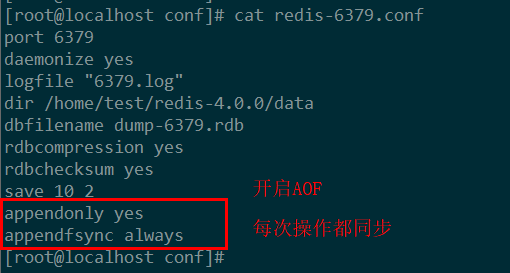 [root@localhost conf]# cat redis-6379.conf
port 6379
daemonize yes
logfile "6379.log"
dir /home/test/redis-4.0.0/data
dbfilename dump-6379.rdb
rdbcompression yes
rdbchecksum yes
save 10 2
开启AOF
appendonly yes
appendfsync always
每次操作都同步
[root@localhost conf]#